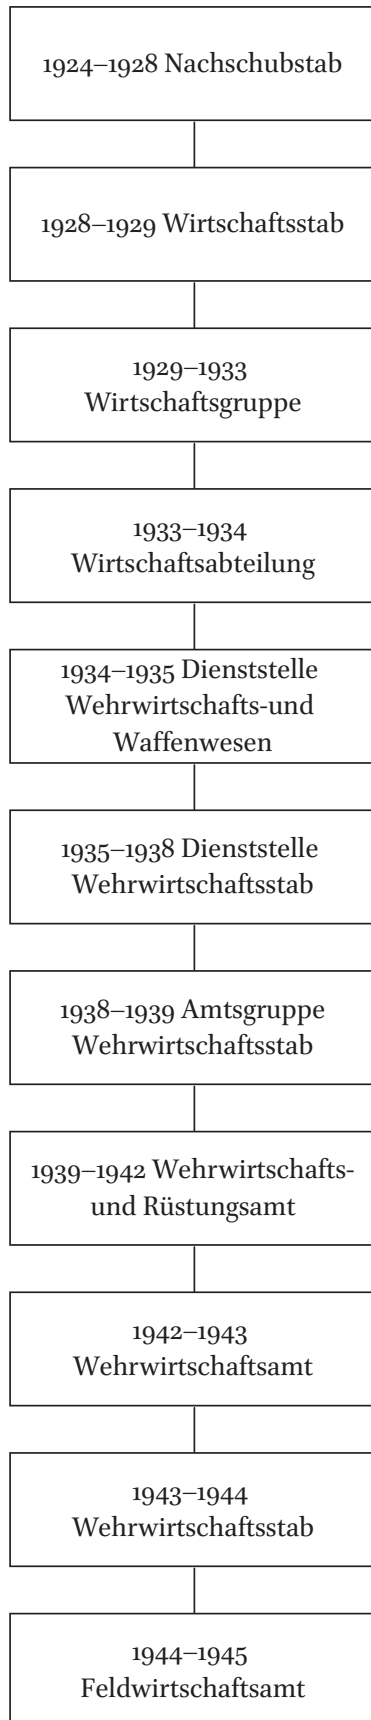 1924–1928 Nachschubstab
1928–1929 Wirtschaftsstab
1929–1933
Wirtschaftsgruppe
1933–1934
Wirtschaftsabteilung
1934–1935 Dienststelle
Wehrwirtschafts-und
Waffenwesen
1935–1938 Dienststelle
Wehrwirtschaftsstab
1938–1939 Amtsgruppe
Wehrwirtschaftsstab
1939–1942 Wehrwirtschafts-
und Rüstungsamt
1942–1943
Wehrwirtschaftsamt
1943–1944
Wehrwirtschaftsstab
1944–1945
Feldwirtschaftsamt